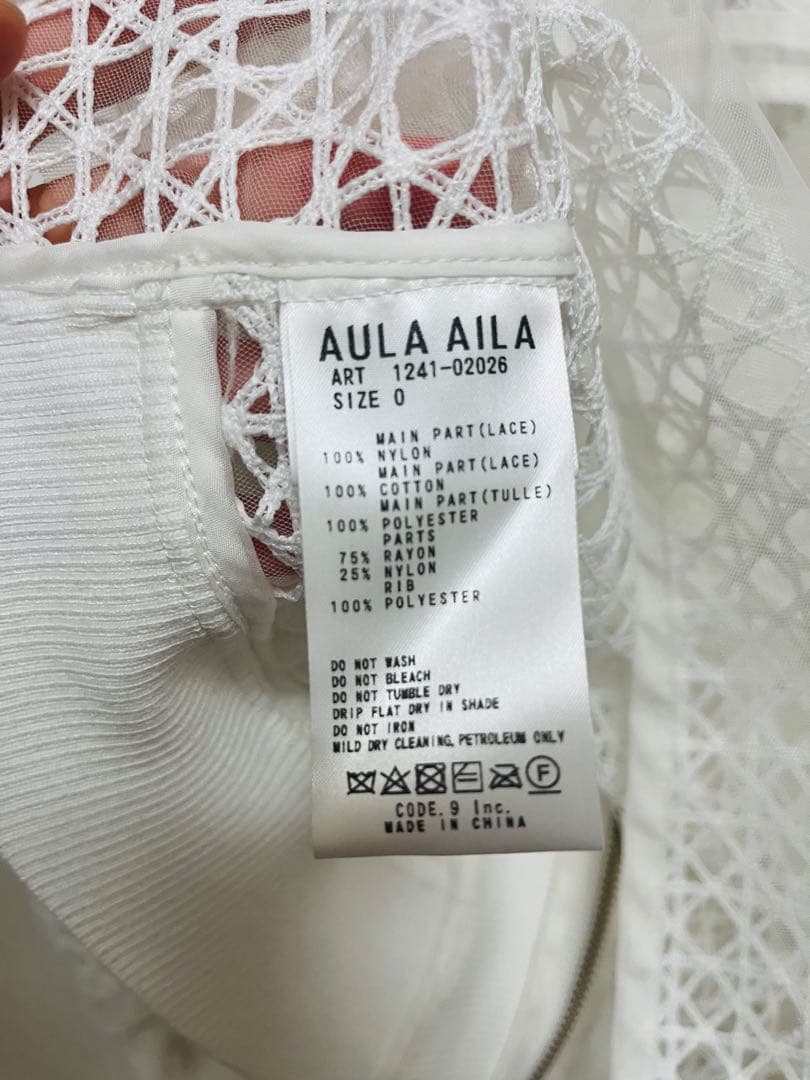 AULA AILA
ART 1241-02026
SIZE 0
MAIN PART(LACE)
100% NYLON
MAIN PART(LACE)
100% COTTON
MAIN PART(TULLE)
100% POLYESTER
PARTS
75% RAYON
25% NYLON
RIB
100% POLYESTER
DO NOT WASH
DO NOT BLEACH
DO NOT TUMBLE DRY
DRIP FLAT DRY IN SHADE
DO NOT IRON
MILD DRY CLEANING, PETROLEUM ONLY
F
CODE.9 Inc.
MADE IN CHINA